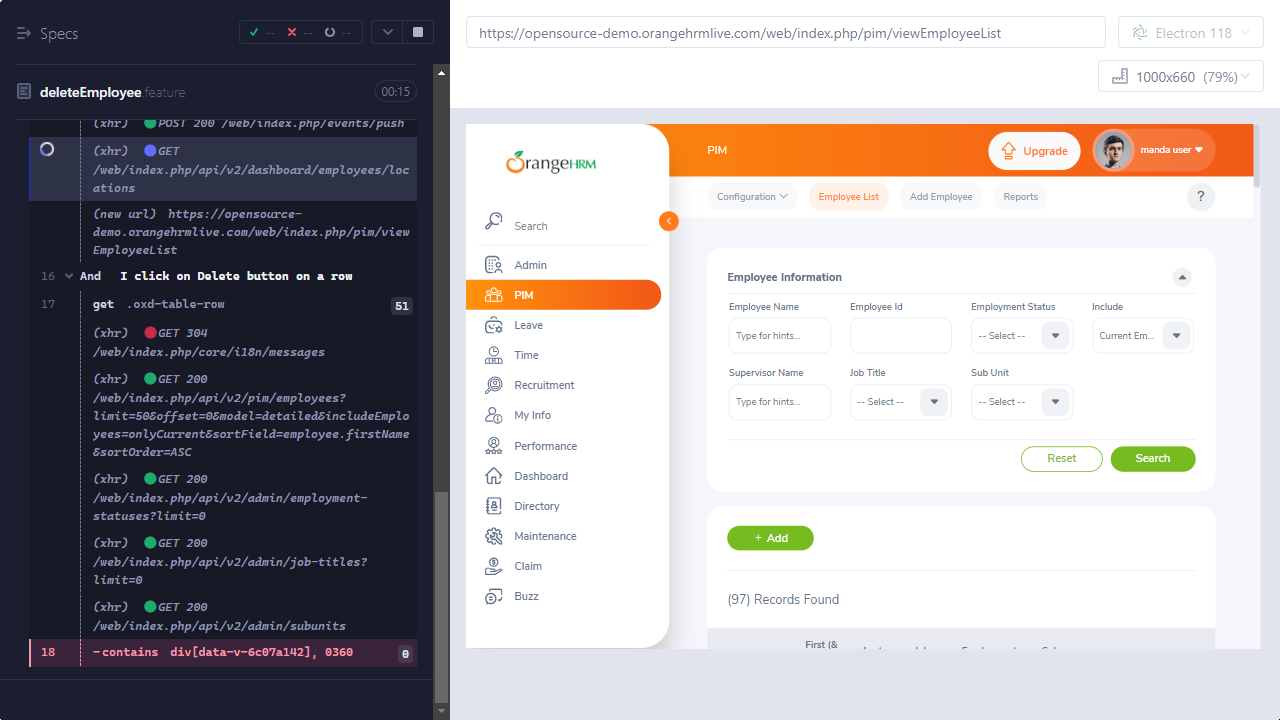 Specs
-- -- --
deleteEmployee feature
00:15
(xhr) POST 200 /web/index.php/events/push
(xhr) GET
/web/index.php/api/v2/dashboard/employees/loc
ations
(new url) https://opensource-
demo.orangehrmlive.com/web/index.php/pim/view
EmployeeList
16 And I click on Delete button on a row
17 get .oxd-table-row 51
(xhr) GET 304
/web/index.php/core/i18n/messages
(xhr) GET 200
/web/index.php/api/v2/pim/employees?
limit=50&offset=0&model=detailed&includeEmplo
yees=onlyCurrent&sortField=employee.firstName
&sortOrder=ASC
(xhr) GET 200
/web/index.php/api/v2/admin/employment-
statuses?limit=0
(xhr) GET 200
/web/index.php/api/v2/admin/job-titles?
limit=0
(xhr) GET 200
/web/index.php/api/v2/admin/subunits
18 -contains div[data-v-6c07a142], 0360 0
https://opensource-demo.orangehrmlive.com/web/index.php/pim/viewEmployeeList
Electron 118
1000x660 (79%)
OrangeHRM
Search
Admin
PIM
Leave
Time
Recruitment
My Info
Performance
Dashboard
Directory
Maintenance
Claim
Buzz
PIM
Upgrade
manda user
Configuration Employee List Add Employee Reports ?
Employee Information
Employee Name Employee Id Employment Status Include
Type for hints... -- Select -- Current Em...
Supervisor Name Job Title Sub Unit
Type for hints... -- Select -- -- Select --
Reset Search
+ Add
(97) Records Found
First (&